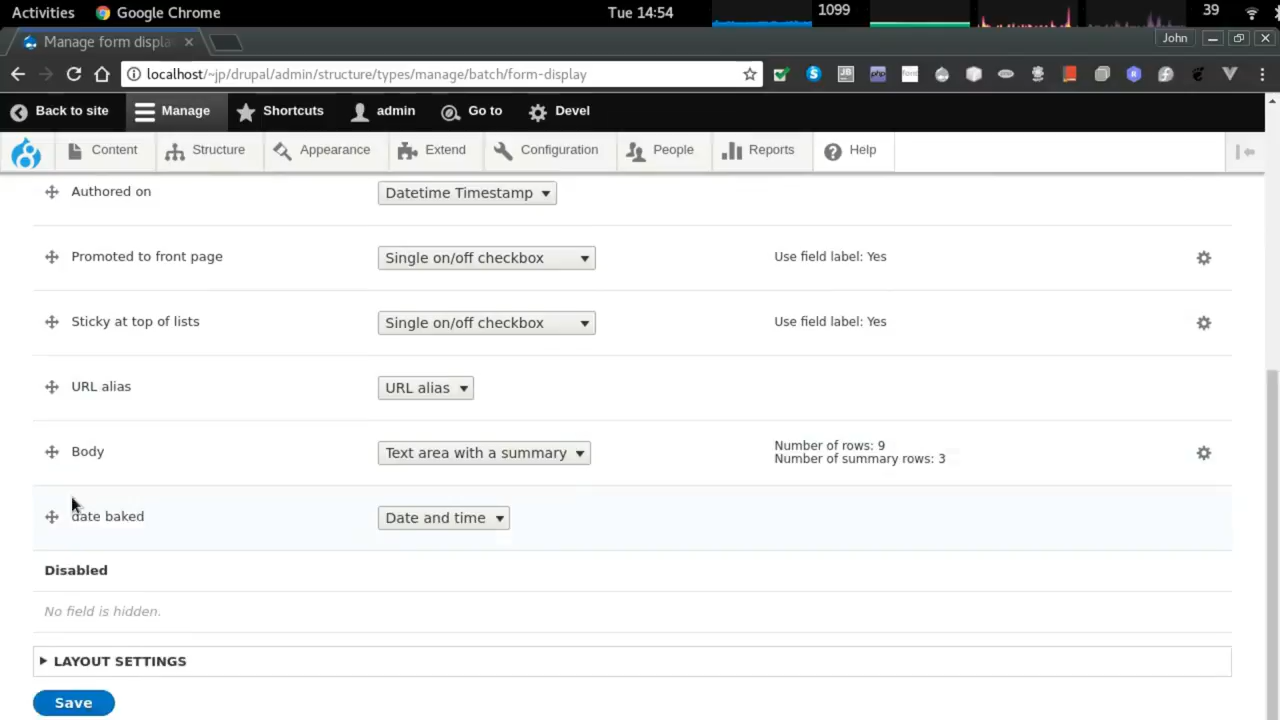 Activities Google Chrome Tue 14:54 1099 39
Manage form displa John
localhost/~jp/drupal/admin/structure/types/manage/batch/form-display
Back to site Manage Shortcuts admin Go to Devel
Content Structure Appearance Extend Configuration People Reports Help
Authored on Datetime Timestamp
Promoted to front page Single on/off checkbox Use field label: Yes
Sticky at top of lists Single on/off checkbox Use field label: Yes
URL alias URL alias
Body Text area with a summary Number of rows: 9
Number of summary rows: 3
date baked Date and time
Disabled
No field is hidden.
LAYOUT SETTINGS
Save